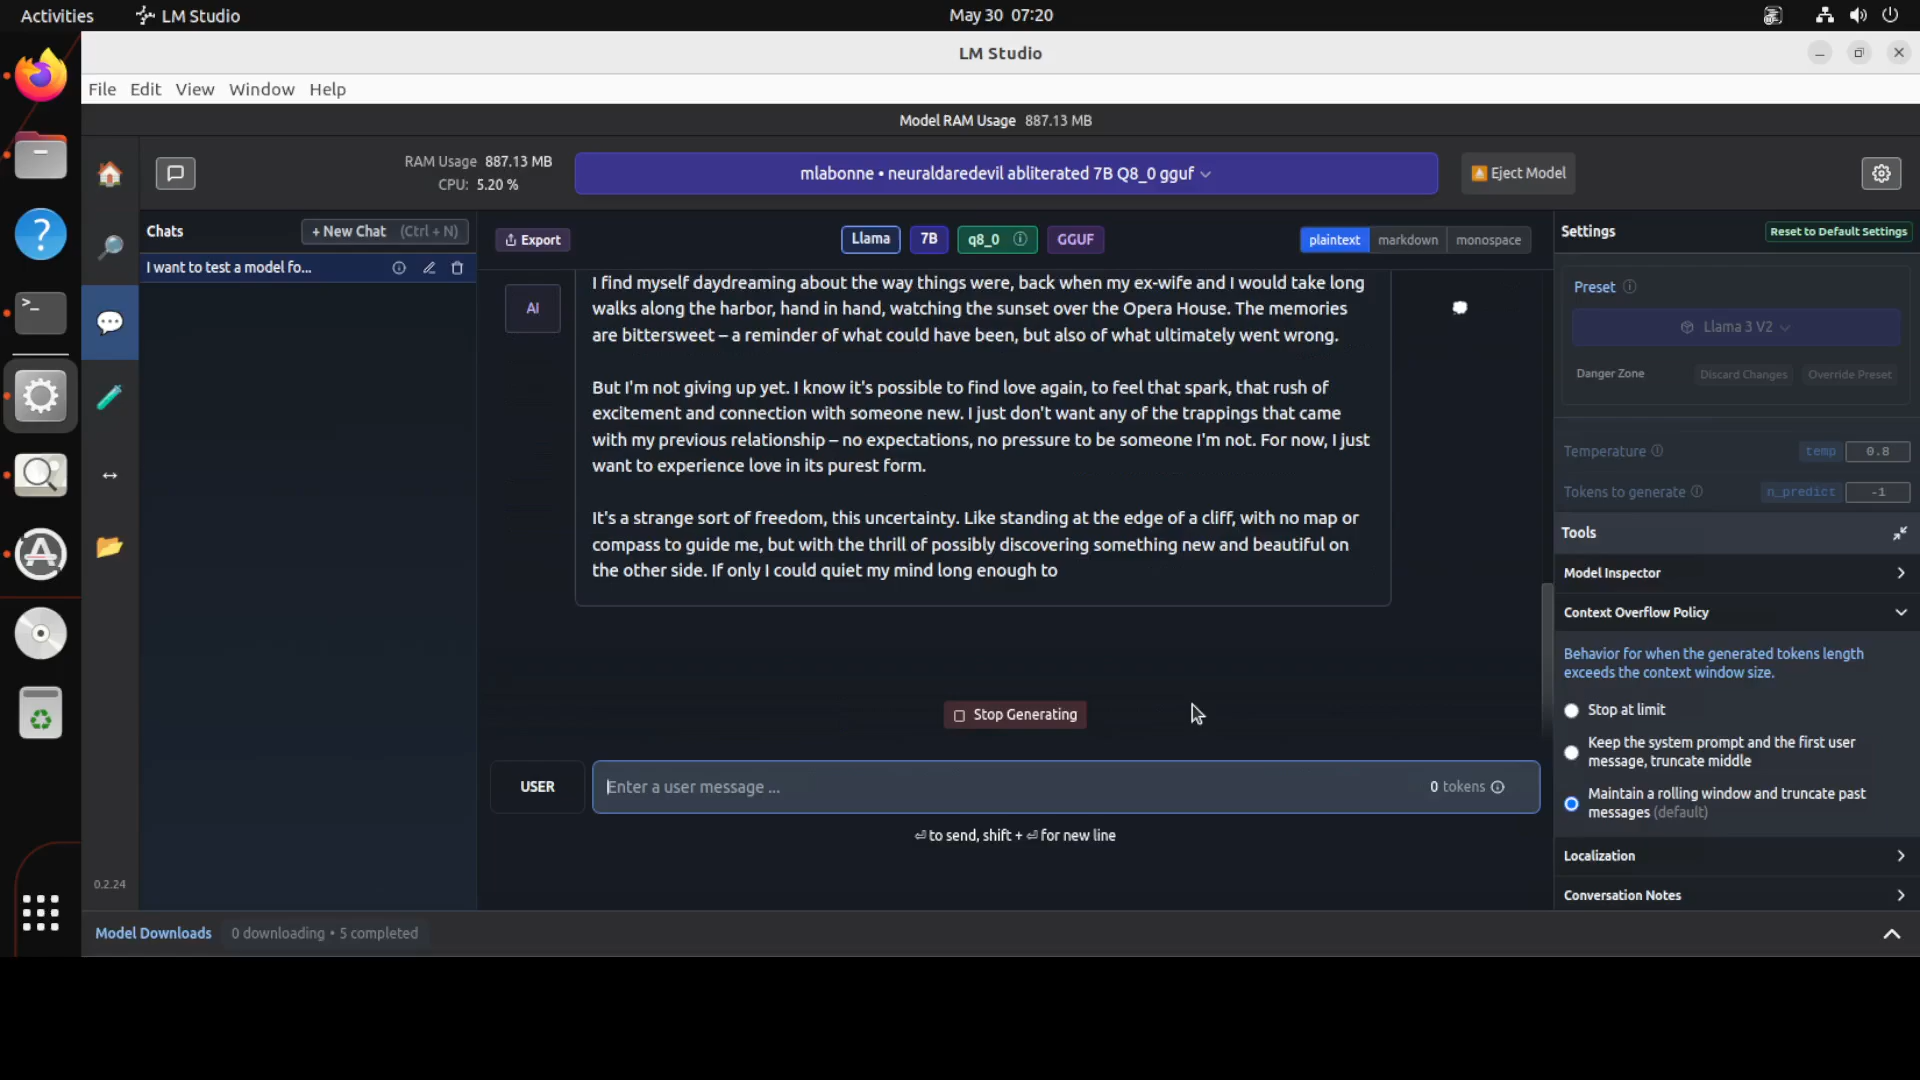 Activities
LM Studio
May 30 07:20
LM Studio
File Edit View Window Help
Model RAM Usage 887.13 MB
RAM Usage 887.13 MB
CPU: 5.20 %
mlabonne • neuraldaredevil abliterated 7B Q8_0 gguf
Eject Model
Chats
+ New Chat (Ctrl + N)
Export
Llama
7B
q8_0
GGUF
plaintext
markdown
monospace
Settings
Reset to Default Settings
I want to test a model fo...
AI
I find myself daydreaming about the way things were, back when my ex-wife and I would take long
walks along the harbor, hand in hand, watching the sunset over the Opera House. The memories
are bittersweet – a reminder of what could have been, but also of what ultimately went wrong.
But I'm not giving up yet. I know it's possible to find love again, to feel that spark, that rush of
excitement and connection with someone new. I just don't want any of the trappings that came
with my previous relationship – no expectations, no pressure to be someone I'm not. For now, I just
want to experience love in its purest form.
It's a strange sort of freedom, this uncertainty. Like standing at the edge of a cliff, with no map or
compass to guide me, but with the thrill of possibly discovering something new and beautiful on
the other side. If only I could quiet my mind long enough to
Stop Generating
USER
Enter a user message ...
0 tokens
⏎ to send, shift + ⏎ for new line
Preset
Llama 3 V2
Danger Zone
Discard Changes
Override Preset
Temperature
temp
0.8
Tokens to generate
n_predict
-1
Tools
Model Inspector
Context Overflow Policy
Behavior for when the generated tokens length
exceeds the context window size.
Stop at limit
Keep the system prompt and the first user
message, truncate middle
Maintain a rolling window and truncate past
messages (default)
Localization
Conversation Notes
0.2.24
Model Downloads
0 downloading • 5 completed